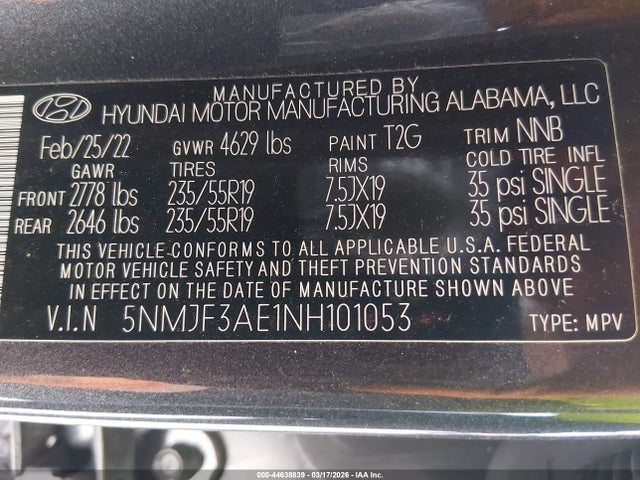 MANUFACTURED BY
HYUNDAI MOTOR MANUFACTURING ALABAMA, LLC
Feb/25/22 GVWR 4629 lbs PAINT T2G TRIM NNB
GAWR TIRES RIMS COLD TIRE INFL
FRONT 2778 lbs 235/55R19 7.5JX19 35 psi SINGLE
REAR 2646 lbs 235/55R19 7.5JX19 35 psi SINGLE
THIS VEHICLE CONFORMS TO ALL APPLICABLE U.S.A. FEDERAL
MOTOR VEHICLE SAFETY AND THEFT PREVENTION STANDARDS
IN EFFECT ON THE DATE OF MANUFACTURE SHOWN ABOVE
V.I.N 5NMJF3AE1NH101053 TYPE: MPV
000-44638839 - 03/17/2026 - IAA Inc.